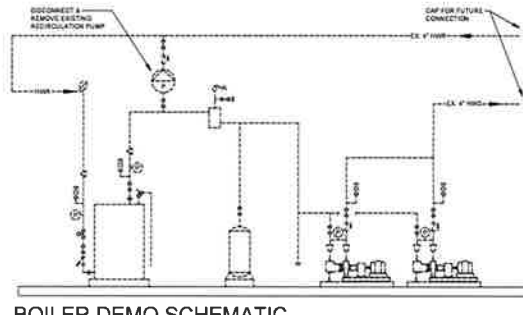 DISCONNECT &
REMOVE EXISTING
RECIRCULATION PUMP
CAP FOR FUTURE
CONNECTION
EX. 4" HWR
HWR
EX. 4" HWS
BOILER DEMO SCHEMATIC